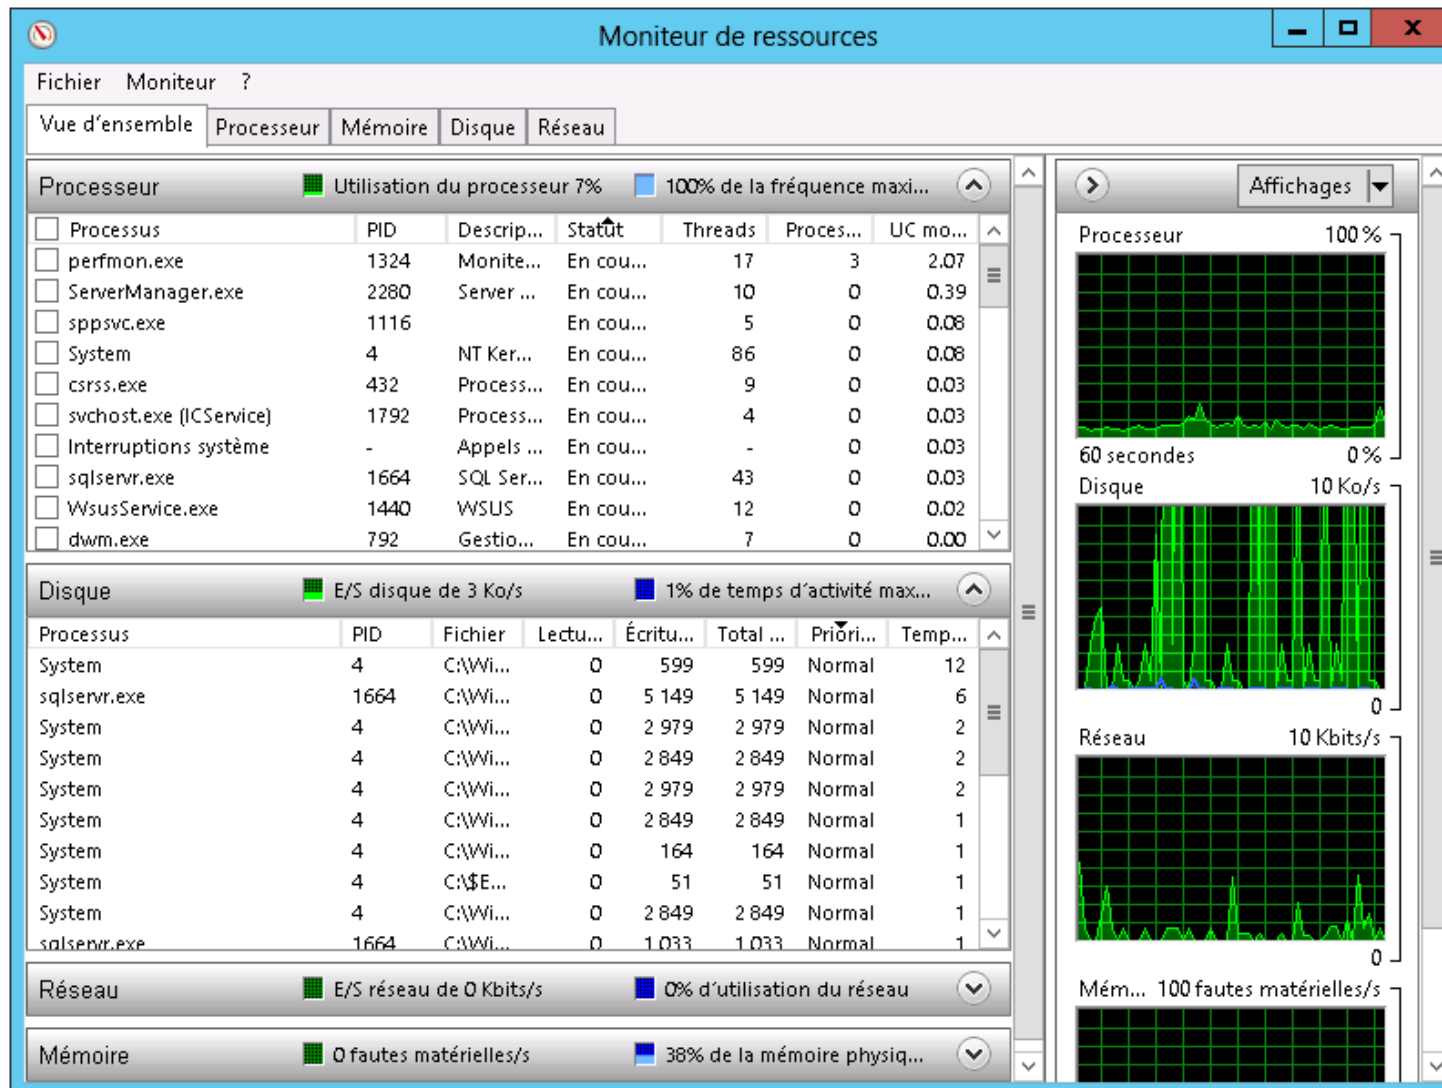 Moniteur de ressources
Fichier Moniteur ?
Vue d'ensemble Processeur Mémoire Disque Réseau
Processeur Utilisation du processeur 7% 100% de la fréquence maxi...
Processus PID Descrip... Statut Threads Proces... UC mo...
perfmon.exe 1324 Monite... En cou... 17 3 2.07
ServerManager.exe 2280 Server ... En cou... 10 0 0.39
sppsvc.exe 1116 En cou... 5 0 0.08
System 4 NT Ker... En cou... 86 0 0.08
csrss.exe 432 Process... En cou... 9 0 0.03
svchost.exe (ICService) 1792 Process... En cou... 4 0 0.03
Interruptions système - Appels ... En cou... - 0 0.03
sqlservr.exe 1664 SQL Ser... En cou... 43 0 0.03
WsusService.exe 1440 WSUS En cou... 12 0 0.02
dwm.exe 792 Gestio... En cou... 7 0 0.00
Disque E/S disque de 3 Ko/s 1% de temps d'activité max...
Processus PID Fichier Lectu... Écritu... Total ... Priori... Temp...
System 4 C:\Wi... 0 599 599 Normal 12
sqlservr.exe 1664 C:\Wi... 0 5 149 5 149 Normal 6
System 4 C:\Wi... 0 2 979 2 979 Normal 2
System 4 C:\Wi... 0 2 849 2 849 Normal 2
System 4 C:\Wi... 0 2 979 2 979 Normal 2
System 4 C:\Wi... 0 2 849 2 849 Normal 1
System 4 C:\Wi... 0 164 164 Normal 1
System 4 C:\$E... 0 51 51 Normal 1
System 4 C:\Wi... 0 2 849 2 849 Normal 1
sqlservr.exe 1664 C:\Wi... 0 1 033 1 033 Normal 1
Réseau E/S réseau de 0 Kbits/s 0% d'utilisation du réseau
Mémoire 0 fautes matérielles/s 38% de la mémoire physiq...
Affichages
Processeur 100 %
60 secondes 0 %
Disque 10 Ko/s
0
Réseau 10 Kbits/s
0
Mém... 100 fautes matérielles/s